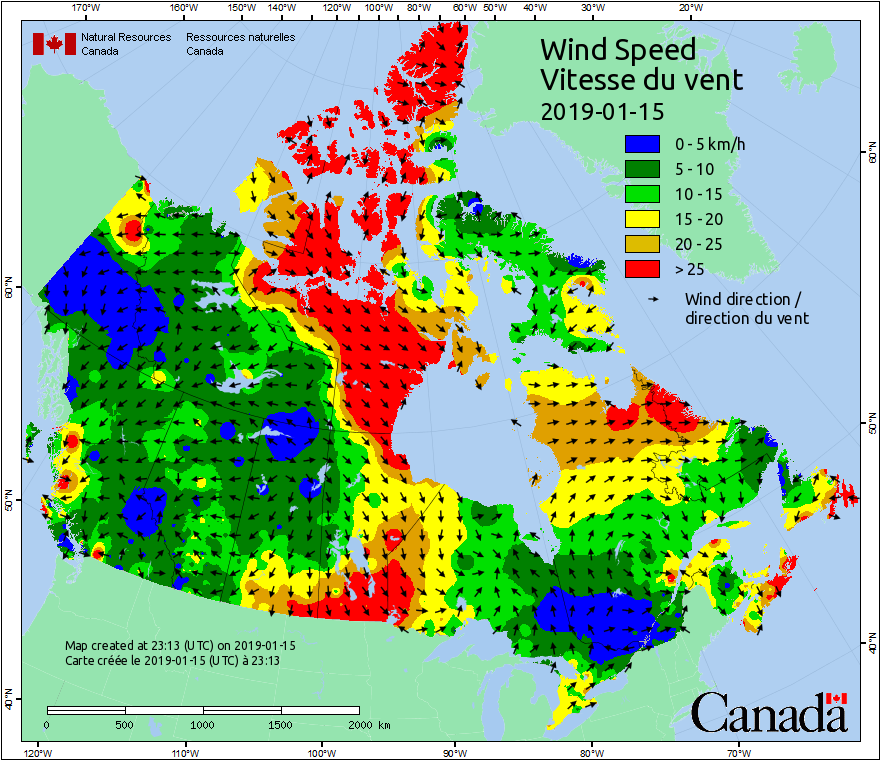 170°W 160°W 150°W 140°W 130°W 120°W 110°W 100°W 90°W 80°W 70°W 60°W 50°W 40°W 30°W 20°W
Natural Resources Canada
Ressources naturelles Canada
Wind Speed
Vitesse du vent
2019-01-15
0 - 5 km/h
5 - 10
10 - 15
15 - 20
20 - 25
> 25
Wind direction /
direction du vent
60°N
60°N
50°N
50°N
40°N
40°N
Map created at 23:13 (UTC) on 2019-01-15
Carte créée le 2019-01-15 (UTC) à 23:13
0 500 1000 1500 2000 km
Canada
120°W 110°W 100°W 90°W 80°W 70°W